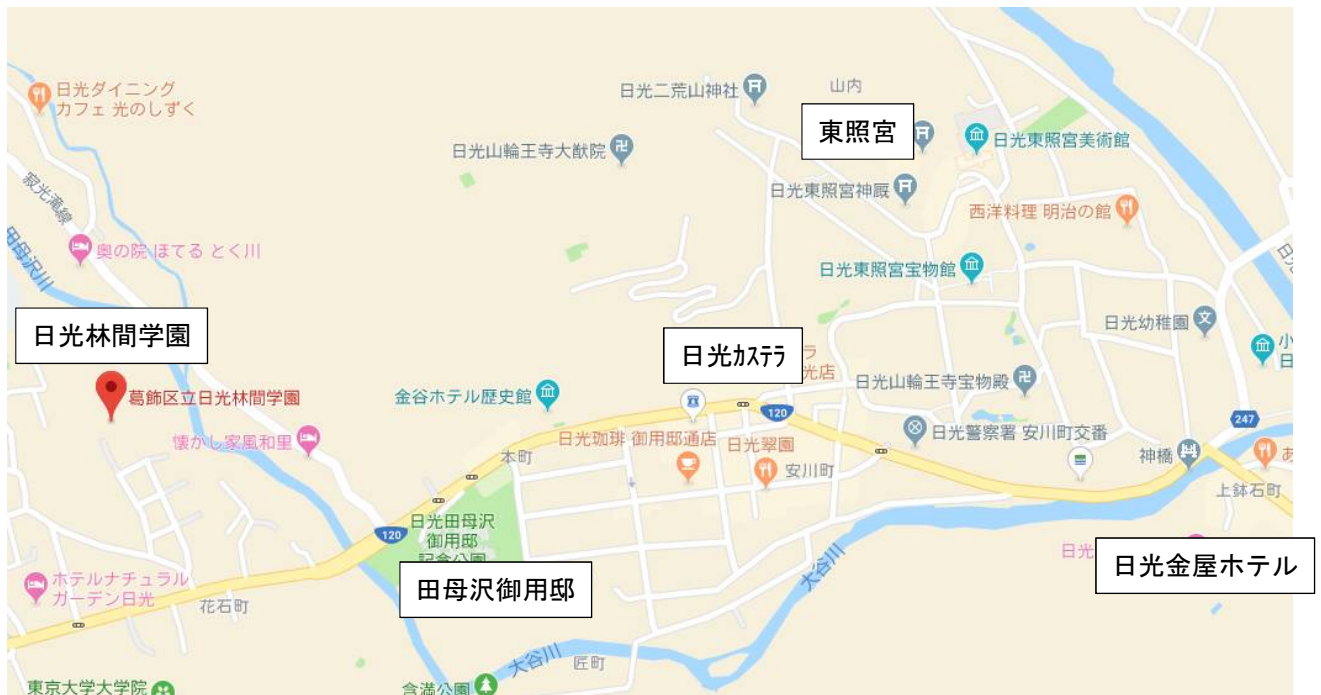 日光ダイニング
カフェ 光のしずく
日光二荒山神社
山内
東照宮
日光東照宮美術館
日光山輪王寺大猷院
日光東照宮神厩
西洋料理 明治の館
寂光滝線
田母沢川
奥の院 ほてる とく川
日光東照宮宝物館
日光林間学園
日光ｶｽﾃﾗ
ラ
光店
日光幼稚園
小
日
日
葛飾区立日光林間学園
金谷ホテル歴史館
日光山輪王寺宝物殿
120
247
懐かし家風和里
日光珈琲 御用邸通店
日光翠園
日光警察署 安川町交番
本町
安川町
神橋
あ
上鉢石町
120
日光田母沢
御用邸
記念公園
大谷川
日光
日光金屋ホテル
田母沢御用邸
ホテルナチュラル
ガーデン日光
花石町
大谷川
匠町
東京大学大学院
含満公園